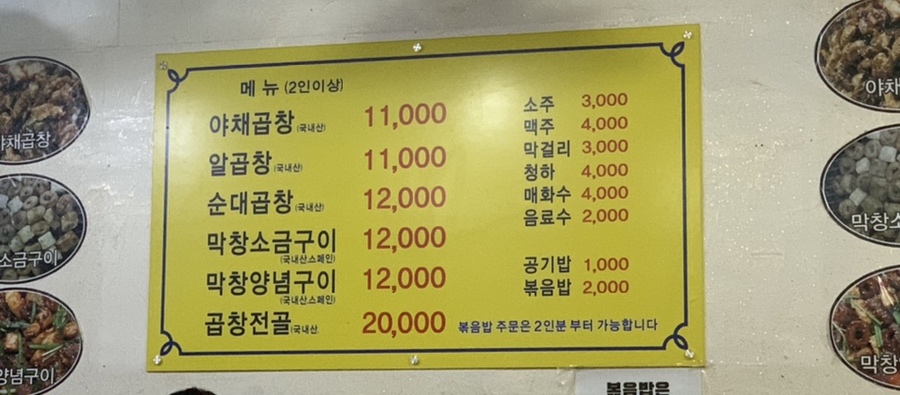 메뉴 (2인이상)
야채곱창(국내산) 11,000
알곱창(국내산) 11,000
순대곱창(국내산) 12,000
막창소금구이 12,000
(국내산,스페인)
막창양념구이 12,000
(국내산,스페인)
곱창전골(국내산) 20,000
소주 3,000
맥주 4,000
막걸리 3,000
청하 4,000
매화수 4,000
음료수 2,000
공기밥 1,000
볶음밥 2,000
볶음밥 주문은 2인분 부터 가능합니다
야채곱창
소금구이
양념구이
야채
막창소
막창
볶음밥은